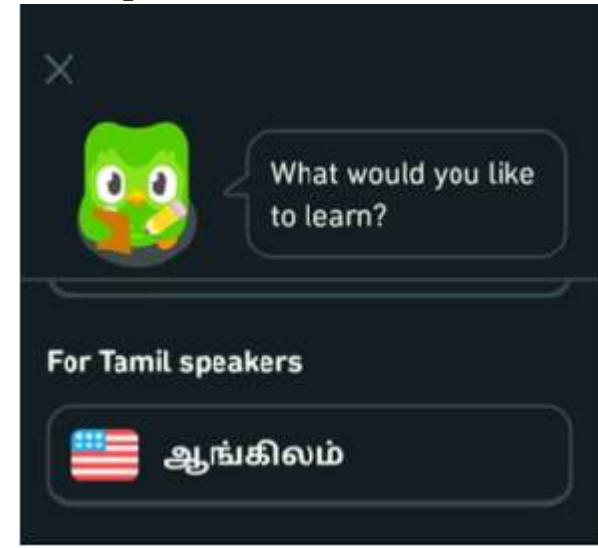 What would you like
to learn?
For Tamil speakers
ஆங்கிலம்